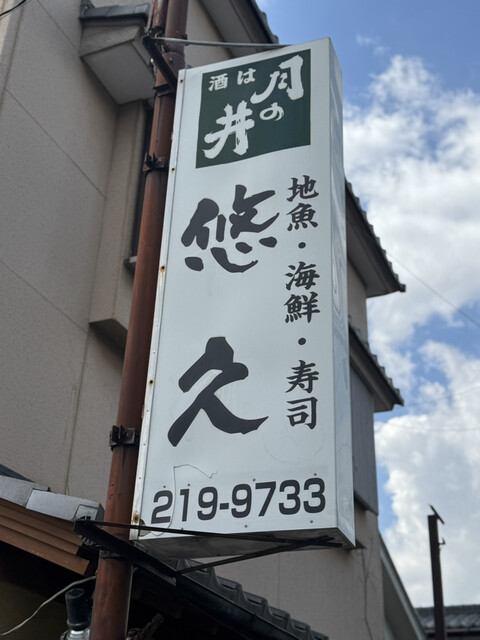 酒は
月の
井
地魚・海鮮・寿司
悠久
219-9733